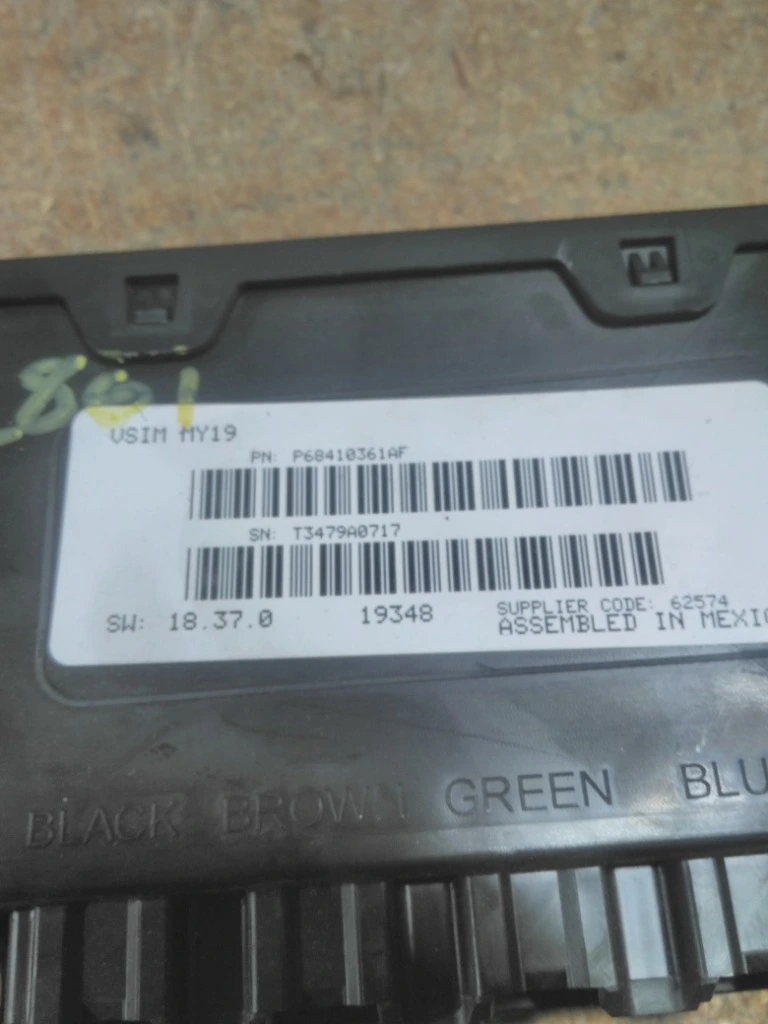 861
VSIM MY19
PN: P68410361AF
SN: T3479A0717
SW: 18.37.0 19348 SUPPLIER CODE: 62574
ASSEMBLED IN MEXIC
BLACK BROWN GREEN BLU